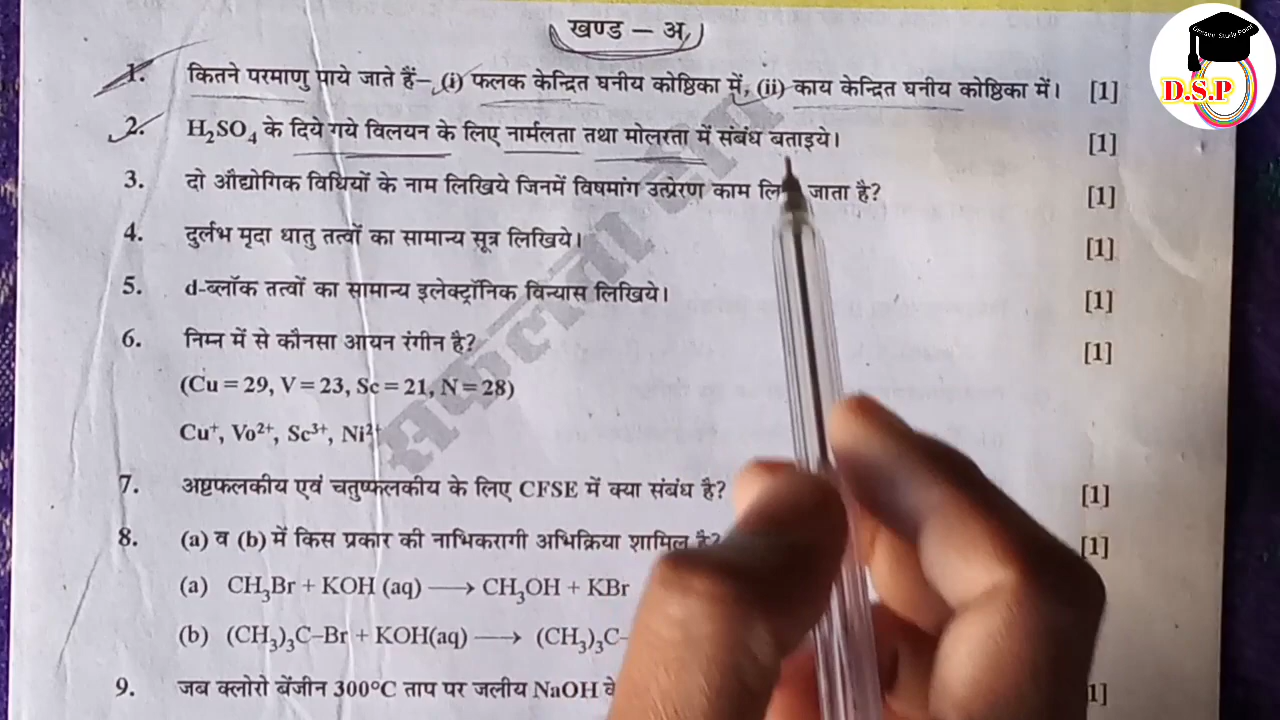 खण्ड – अ
1. कितने परमाणु पाये जाते हैं– (i) फलक केन्द्रित घनीय कोष्ठिका में, (ii) काय केन्द्रित घनीय कोष्ठिका में। [1]
2. H₂SO₄ के दिये गये विलयन के लिए नार्मलता तथा मोलरता में संबंध बताइये। [1]
3. दो औद्योगिक विधियों के नाम लिखिये जिनमें विषमांग उत्प्रेरण काम जाता है? [1]
4. दुर्लभ मृदा धातु तत्वों का सामान्य सूत्र लिखिये। [1]
5. d-ब्लॉक तत्वों का सामान्य इलेक्ट्रॉनिक विन्यास लिखिये। [1]
6. निम्न में से कौनसा आयन रंगीन है? [1]
(Cu = 29, V = 23, Sc = 21, N = 28)
Cu⁺, Vo²⁺, Sc³⁺, Ni²⁺
7. अष्टफलकीय एवं चतुष्फलकीय के लिए CFSE में क्या संबंध है? [1]
8. (a) व (b) में किस प्रकार की नाभिकरागी अभिक्रिया शामिल है? [1]
(a) CH₃Br + KOH (aq) ⟶ CH₃OH + KBr
(b) (CH₃)₃C–Br + KOH(aq) ⟶ (CH₃)₃C–
9. जब क्लोरो बेंजीन 300°C ताप पर जलीय NaOH 1]
सफलता
D.S.P